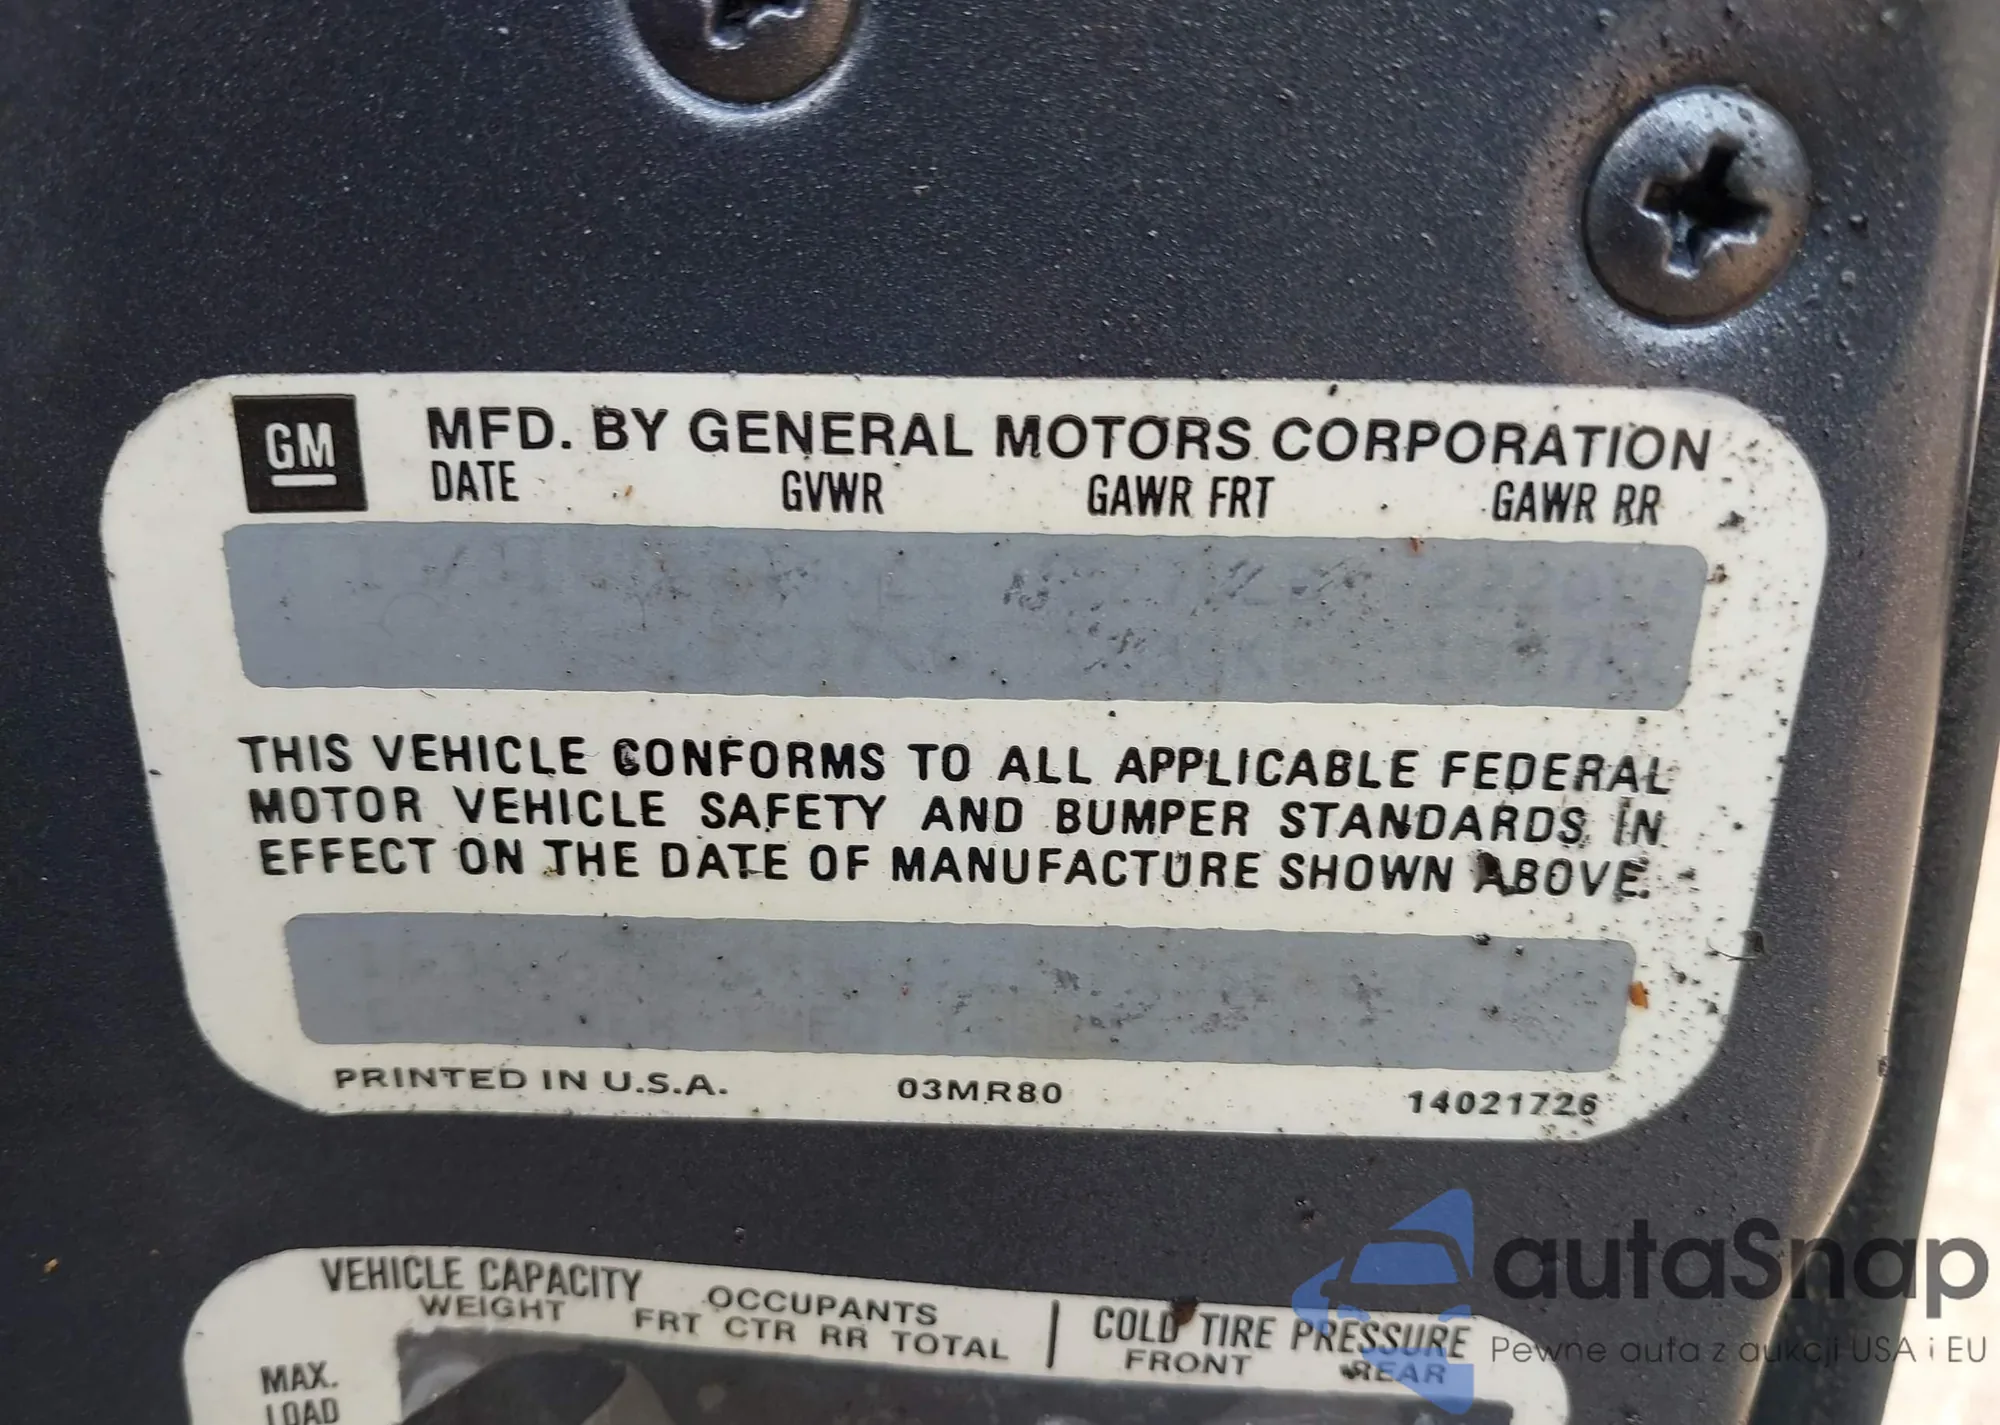 GM
MFD. BY GENERAL MOTORS CORPORATION
DATE GVWR GAWR FRT GAWR RR
THIS VEHICLE CONFORMS TO ALL APPLICABLE FEDERAL
MOTOR VEHICLE SAFETY AND BUMPER STANDARDS IN
EFFECT ON THE DATE OF MANUFACTURE SHOWN ABOVE.
PRINTED IN U.S.A. 03MR80 14021726
VEHICLE CAPACITY OCCUPANTS COLD TIRE PRESSURE
WEIGHT FRT CTR RR TOTAL FRONT REAR
MAX.
LOAD
autaSnap
Pewne auta z aukcji USA i EU